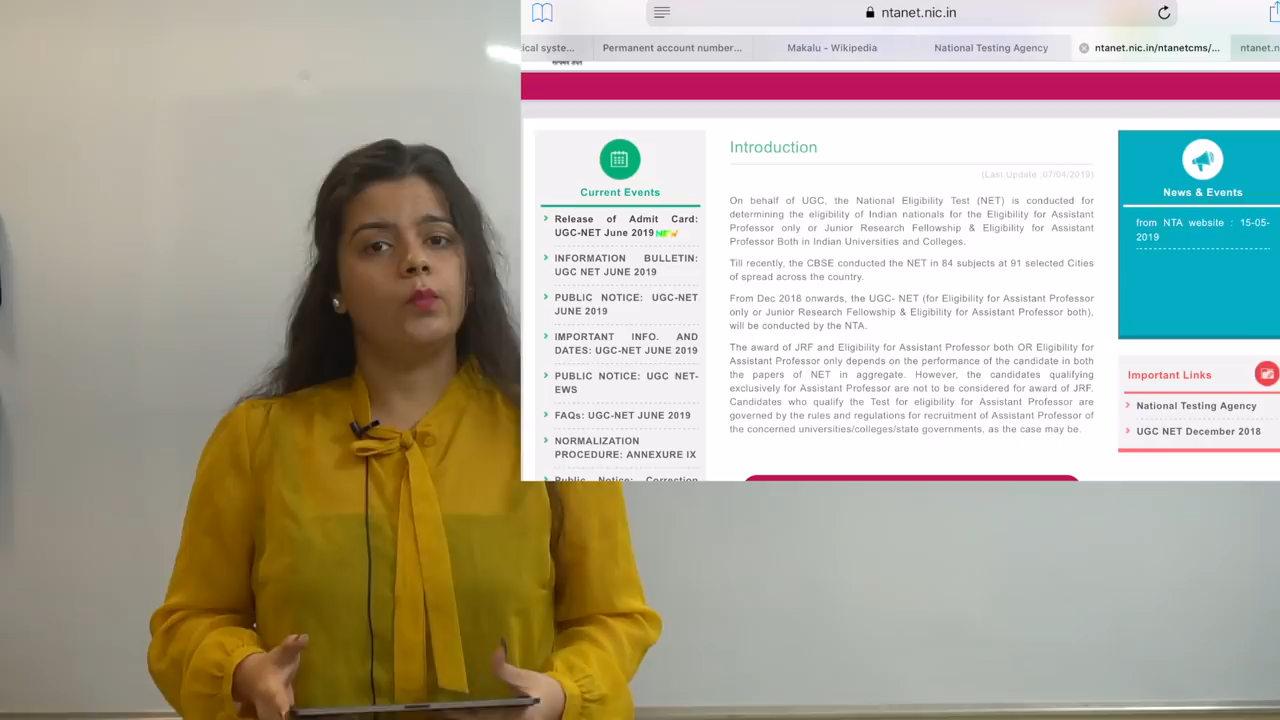 ntanet.nic.in
ical syste...
Permanent account number...
Makalu - Wikipedia
National Testing Agency
ntanet.nic.in/ntanetcms/...
ntanet.n
सत्यमेव जयते
Current Events
Release of Admit Card:
UGC-NET June 2019 NEW
INFORMATION BULLETIN:
UGC NET JUNE 2019
PUBLIC NOTICE: UGC-NET
JUNE 2019
IMPORTANT INFO. AND
DATES: UGC-NET JUNE 2019
PUBLIC NOTICE: UGC NET-
EWS
FAQs: UGC-NET JUNE 2019
NORMALIZATION
PROCEDURE: ANNEXURE IX
Public Notice: Correction
Introduction
(Last Update :07/04/2019)
On behalf of UGC, the National Eligibility Test (NET) is conducted for
determining the eligibility of Indian nationals for the Eligibility for Assistant
Professor only or Junior Research Fellowship & Eligibility for Assistant
Professor Both in Indian Universities and Colleges.
Till recently, the CBSE conducted the NET in 84 subjects at 91 selected Cities
of spread across the country.
From Dec 2018 onwards, the UGC- NET (for Eligibility for Assistant Professor
only or Junior Research Fellowship & Eligibility for Assistant Professor both),
will be conducted by the NTA.
The award of JRF and Eligibility for Assistant Professor both OR Eligibility for
Assistant Professor only depends on the performance of the candidate in both
the papers of NET in aggregate. However, the candidates qualifying
exclusively for Assistant Professor are not to be considered for award of JRF.
Candidates who qualify the Test for eligibility for Assistant Professor are
governed by the rules and regulations for recruitment of Assistant Professor of
the concerned universities/colleges/state governments, as the case may be.
News & Events
from NTA website : 15-05-
2019
Important Links
National Testing Agency
UGC NET December 2018